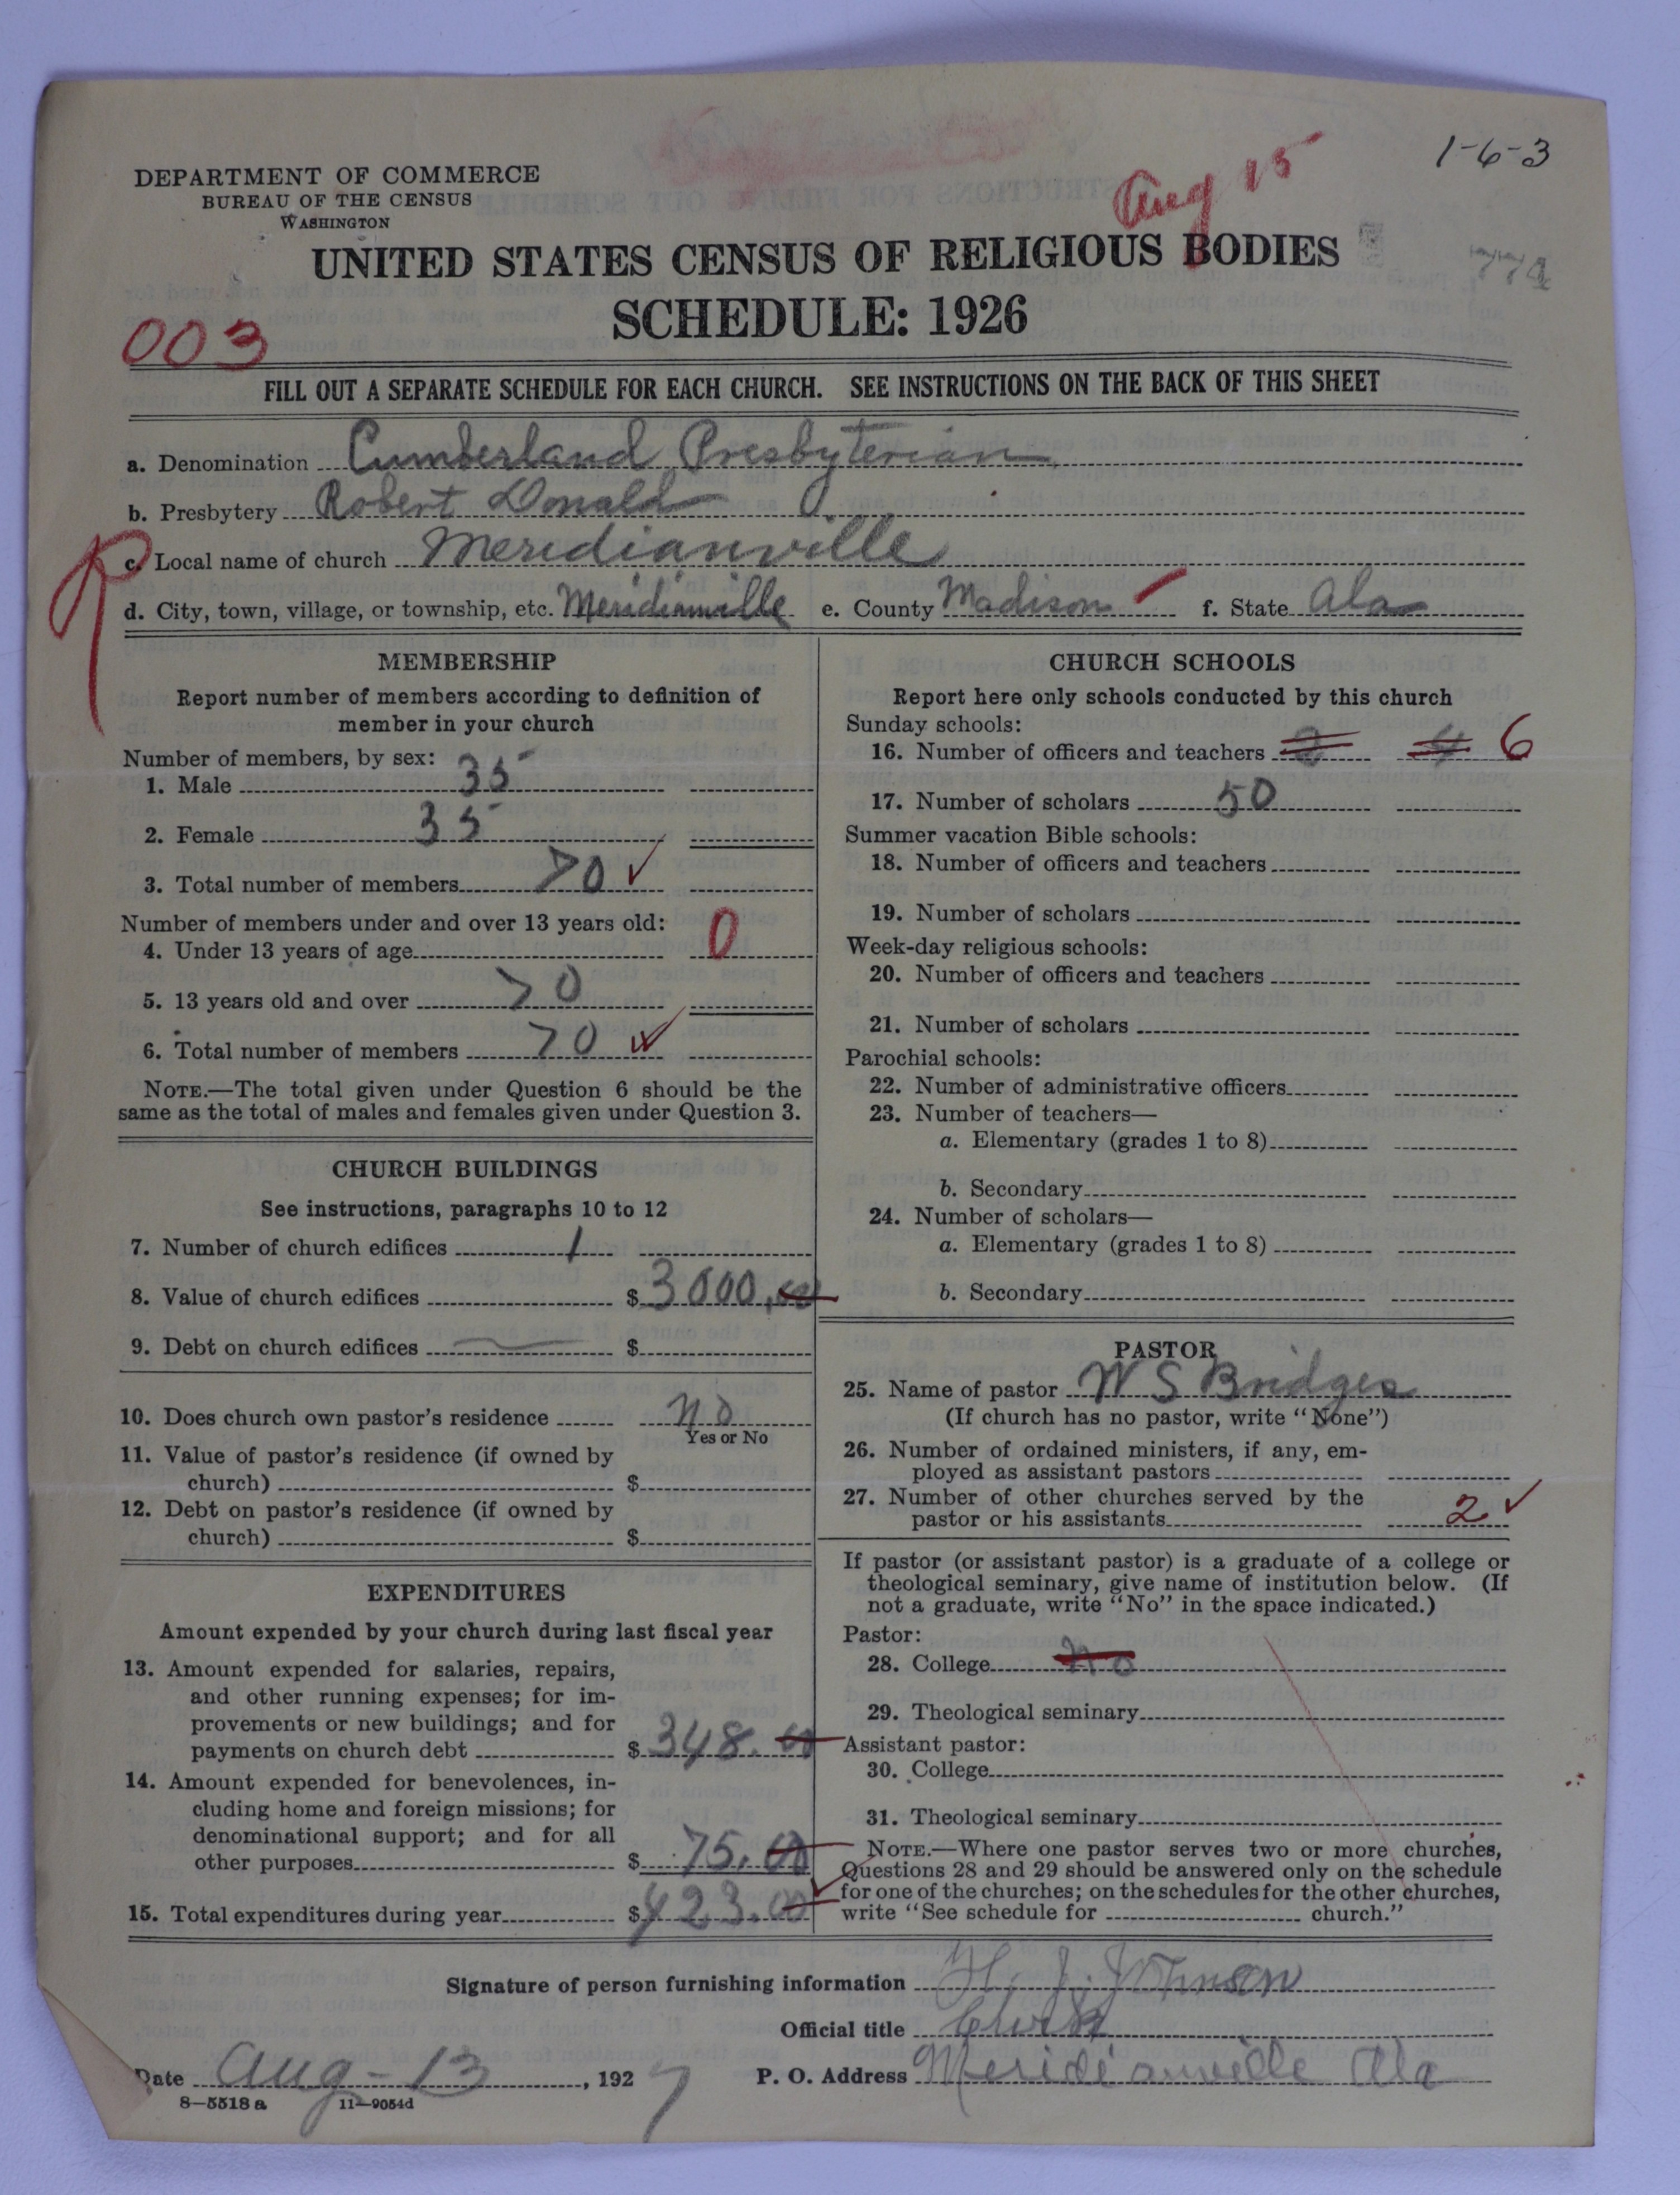 1-6-3
Aug 15
DEPARTMENT OF COMMERCE
BUREAU OF THE CENSUS
WASHINGTON
UNITED STATES CENSUS OF RELIGIOUS BODIES
SCHEDULE: 1926
003
FILL OUT A SEPARATE SCHEDULE FOR EACH CHURCH. SEE INSTRUCTIONS ON THE BACK OF THIS SHEET
a. Denomination Cumberland Presbyterian
b. Presbytery Robert Donald
R
c. Local name of church Meridianville
d. City, town, village, or township, etc. Meridianville e. County Madison f. State Ala
MEMBERSHIP
Report number of members according to definition of
member in your church
Number of members, by sex:
1. Male 35
2. Female 35
3. Total number of members 70 ✓
Number of members under and over 13 years old:
4. Under 13 years of age 0
5. 13 years old and over 70
6. Total number of members 70 ✓
NOTE.—The total given under Question 6 should be the
same as the total of males and females given under Question 3.
CHURCH BUILDINGS
See instructions, paragraphs 10 to 12
7. Number of church edifices 1
8. Value of church edifices $3000.00
9. Debt on church edifices — $
10. Does church own pastor's residence No
Yes or No
11. Value of pastor's residence (if owned by
church) $
12. Debt on pastor's residence (if owned by
church) $
EXPENDITURES
Amount expended by your church during last fiscal year
13. Amount expended for salaries, repairs,
and other running expenses; for im-
provements or new buildings; and for
payments on church debt $348.00
14. Amount expended for benevolences, in-
cluding home and foreign missions; for
denominational support; and for all
other purposes $75.00
15. Total expenditures during year $423.00
CHURCH SCHOOLS
Report here only schools conducted by this church
Sunday schools:
16. Number of officers and teachers 2 4 6
17. Number of scholars 50
Summer vacation Bible schools:
18. Number of officers and teachers
19. Number of scholars
Week-day religious schools:
20. Number of officers and teachers
21. Number of scholars
Parochial schools:
22. Number of administrative officers
23. Number of teachers—
a. Elementary (grades 1 to 8)
b. Secondary
24. Number of scholars—
a. Elementary (grades 1 to 8)
b. Secondary
PASTOR
25. Name of pastor W S Bridges
(If church has no pastor, write "None")
26. Number of ordained ministers, if any, em-
ployed as assistant pastors
27. Number of other churches served by the
pastor or his assistants 2 ✓
If pastor (or assistant pastor) is a graduate of a college or
theological seminary, give name of institution below. (If
not a graduate, write "No" in the space indicated.)
Pastor:
28. College No
29. Theological seminary
Assistant pastor:
30. College
31. Theological seminary
NOTE.—Where one pastor serves two or more churches,
Questions 28 and 29 should be answered only on the schedule
for one of the churches; on the schedules for the other churches,
write "See schedule for church."
Signature of person furnishing information H. J. Johnson
Official title Clerk
Date Aug - 13, 1927 P. O. Address Meridianville Ala
8—5518 a 11—9054d